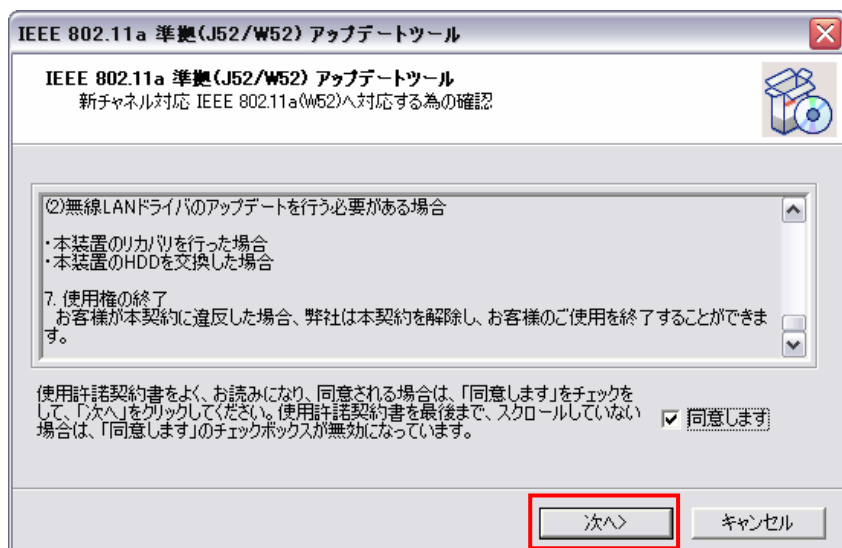 IEEE 802.11a 準拠(J52/W52) アップデートツール
IEEE 802.11a 準拠(J52/W52) アップデートツール
新チャネル対応 IEEE 802.11a(W52)へ対応する為の確認
(2)無線LANドライバのアップデートを行う必要がある場合
・本装置のリカバリを行った場合
・本装置のHDDを交換した場合
7. 使用権の終了
お客様が本契約に違反した場合、弊社は本契約を解除し、お客様のご使用を終了することができま
す。
使用許諾契約書をよく、お読みになり、同意される場合は、「同意します」をチェックを
して、「次へ」をクリックしてください。使用許諾契約書を最後まで、スクロールしていない
場合は、「同意します」のチェックボックスが無効になっています。
同意します
次へ>
キャンセル